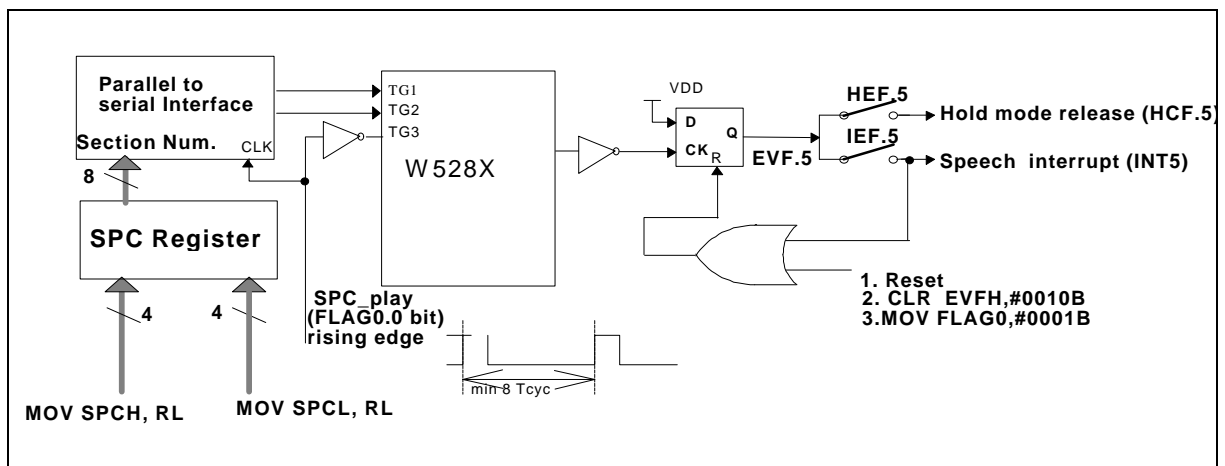 Parallel to
serial Interface
Section Num.
CLK
8
SPC Register
4
4
MOV SPCH, RL
MOV SPCL, RL
TG1
TG2
TG3
W528X
SPC_play
(FLAG0.0 bit)
rising edge
min 8 Tcyc
VDD
D
Q
CK
R
EVF.5
HEF.5
IEF.5
Hold mode release (HCF.5)
Speech interrupt (INT5)
1. Reset
2. CLR EVFH,#0010B
3.MOV FLAG0,#0001B